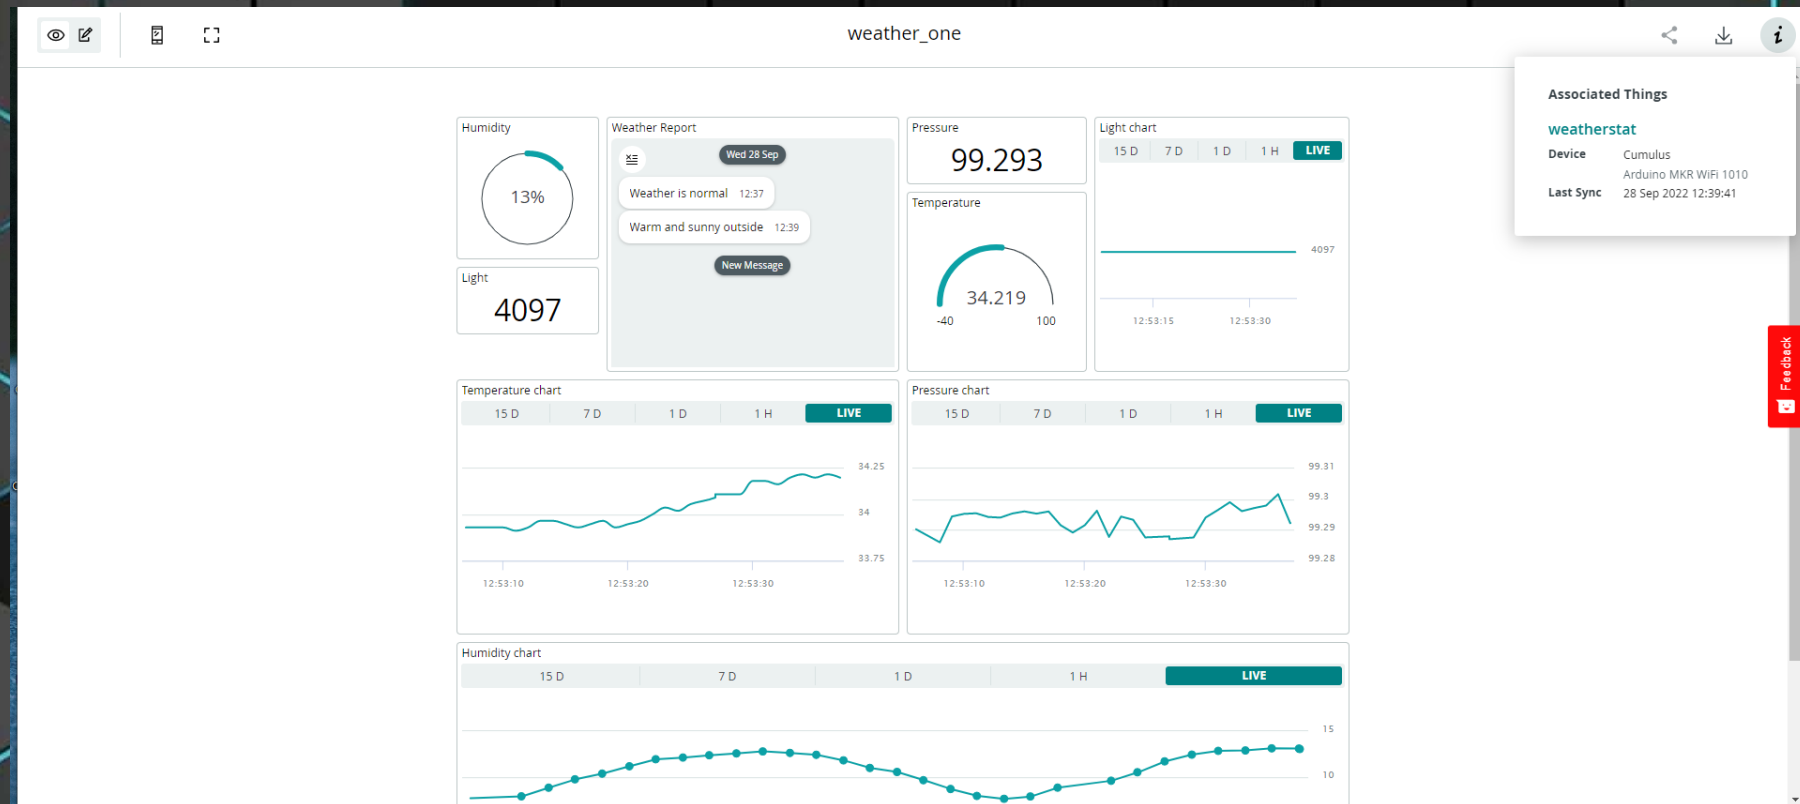 weather_one
Associated Things
weatherstat
Device Cumulus
Arduino MKR WiFi 1010
Last Sync 28 Sep 2022 12:39:41
Humidity
13%
Light
4097
Weather Report
Wed 28 Sep
Weather is normal 12:37
Warm and sunny outside 12:39
New Message
Pressure
99.293
Temperature
34.219
-40 100
Light chart
15 D 7 D 1 D 1 H LIVE
4097
12:53:15 12:53:30
Feedback
Temperature chart
15 D 7 D 1 D 1 H LIVE
34.25
34
33.75
12:53:10 12:53:20 12:53:30
Pressure chart
15 D 7 D 1 D 1 H LIVE
99.31
99.3
99.29
99.28
12:53:10 12:53:20 12:53:30
Humidity chart
15 D 7 D 1 D 1 H LIVE
15
10